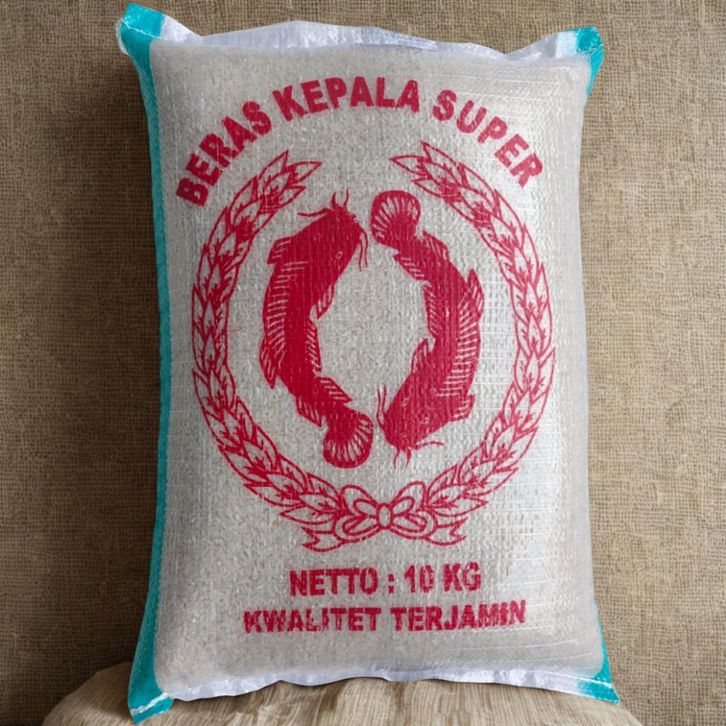 BERAS KEPALA SUPER
NETTO : 10 KG
KWALITET TERJAMIN